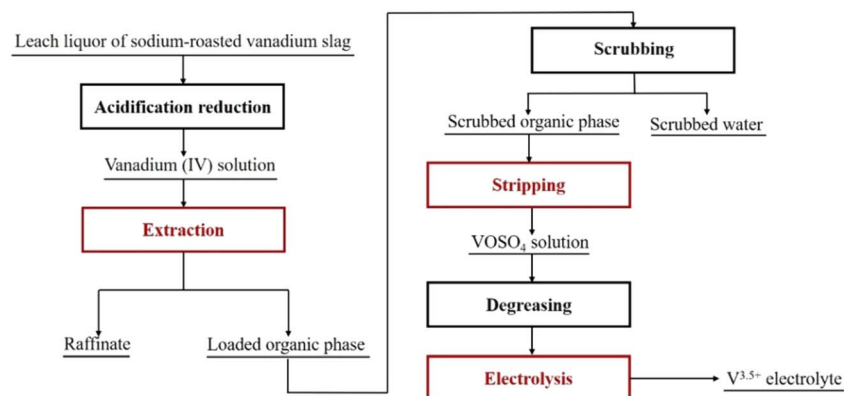 Leach liquor of sodium-roasted vanadium slag
Acidification reduction
Vanadium (IV) solution
Extraction
Raffinate
Loaded organic phase
Scrubbing
Scrubbed organic phase
Scrubbed water
Stripping
VOSO₄ solution
Degreasing
Electrolysis
V³·⁵⁺ electrolyte